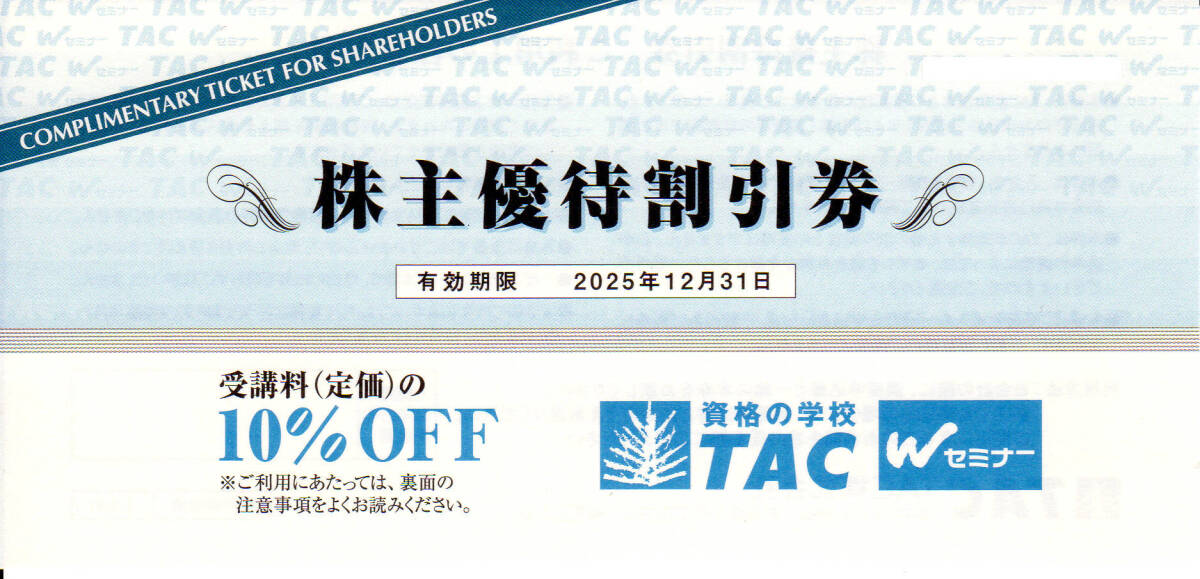 COMPLIMENTARY TICKET FOR SHAREHOLDERS
株主優待割引券
有効期限 2025年12月31日
受講料(定価)の
10%OFF
※ご利用にあたっては、裏面の
注意事項をよくお読みください。
資格の学校
TAC
Wセミナー